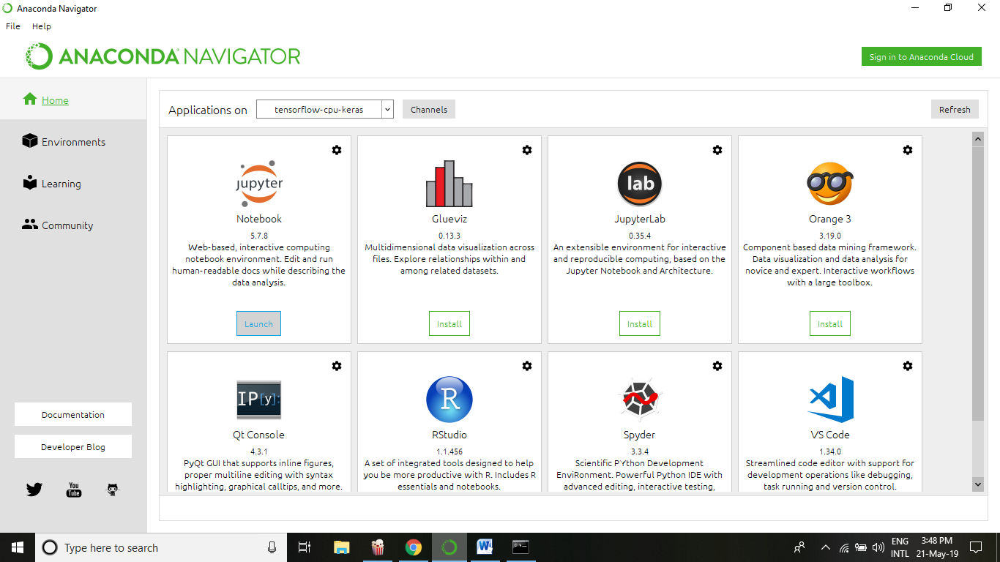 Anaconda Navigator
File Help
ANACONDA NAVIGATOR
Sign in to Anaconda Cloud
Home
Environments
Learning
Community
Documentation
Developer Blog
You
Tube
Applications on tensorflow-cpu-keras Channels Refresh
jupyter
Notebook
5.7.8
Web-based, interactive computing
notebook environment. Edit and run
human-readable docs while describing the
data analysis.
Launch
Glueviz
0.13.3
Multidimensional data visualization across
files. Explore relationships within and
among related datasets.
Install
lab
JupyterLab
0.35.4
An extensible environment for interactive
and reproducible computing, based on the
Jupyter Notebook and Architecture.
Install
Orange 3
3.19.0
Component based data mining framework.
Data visualization and data analysis for
novice and expert. Interactive workflows
with a large toolbox.
Install
IP[y]:
Qt Console
4.3.1
PyQt GUI that supports inline figures,
proper multiline editing with syntax
highlighting, graphical calltips, and more.
R
RStudio
1.1.456
A set of integrated tools designed to help
you be more productive with R. Includes R
essentials and notebooks.
Spyder
3.3.4
Scientific PYthon Development
EnviRonment. Powerful Python IDE with
advanced editing, interactive testing,
VS Code
1.34.0
Streamlined code editor with support for
development operations like debugging,
task running and version control.
Type here to search
W
ENG
INTL
3:48 PM
21-May-19